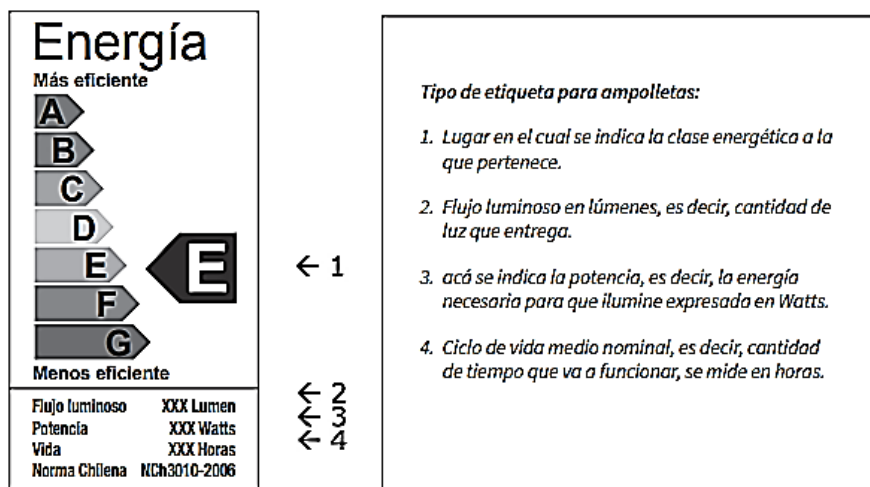 Energía
Más eficiente
A
B
C
D
E
E
← 1
F
G
Menos eficiente
← 2
Flujo luminoso XXX Lumen
← 3
Potencia XXX Watts
← 4
Vida XXX Horas
Norma Chilena NCh3010-2006
Tipo de etiqueta para ampolletas:
1. Lugar en el cual se indica la clase energética a la
que pertenece.
2. Flujo luminoso en lúmenes, es decir, cantidad de
luz que entrega.
3. acá se indica la potencia, es decir, la energía
necesaria para que ilumine expresada en Watts.
4. Ciclo de vida medio nominal, es decir, cantidad
de tiempo que va a funcionar, se mide en horas.